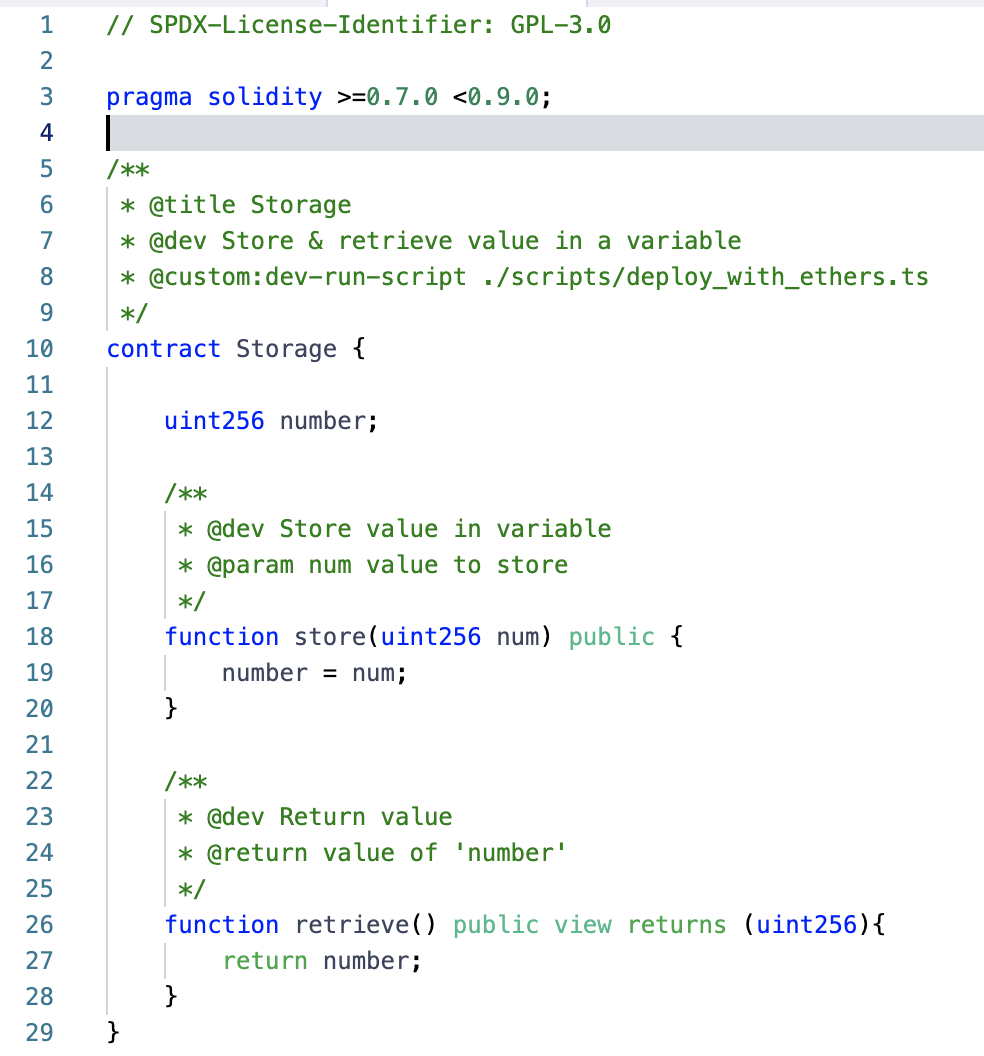 1 // SPDX-License-Identifier: GPL-3.0
2
3 pragma solidity >=0.7.0 <0.9.0;
4
5 /**
6  * @title Storage
7  * @dev Store & retrieve value in a variable
8  * @custom:dev-run-script ./scripts/deploy_with_ethers.ts
9  */
10 contract Storage {
11
12     uint256 number;
13
14     /**
15      * @dev Store value in variable
16      * @param num value to store
17      */
18     function store(uint256 num) public {
19         number = num;
20     }
21
22     /**
23      * @dev Return value
24      * @return value of 'number'
25      */
26     function retrieve() public view returns (uint256){
27         return number;
28     }
29 }